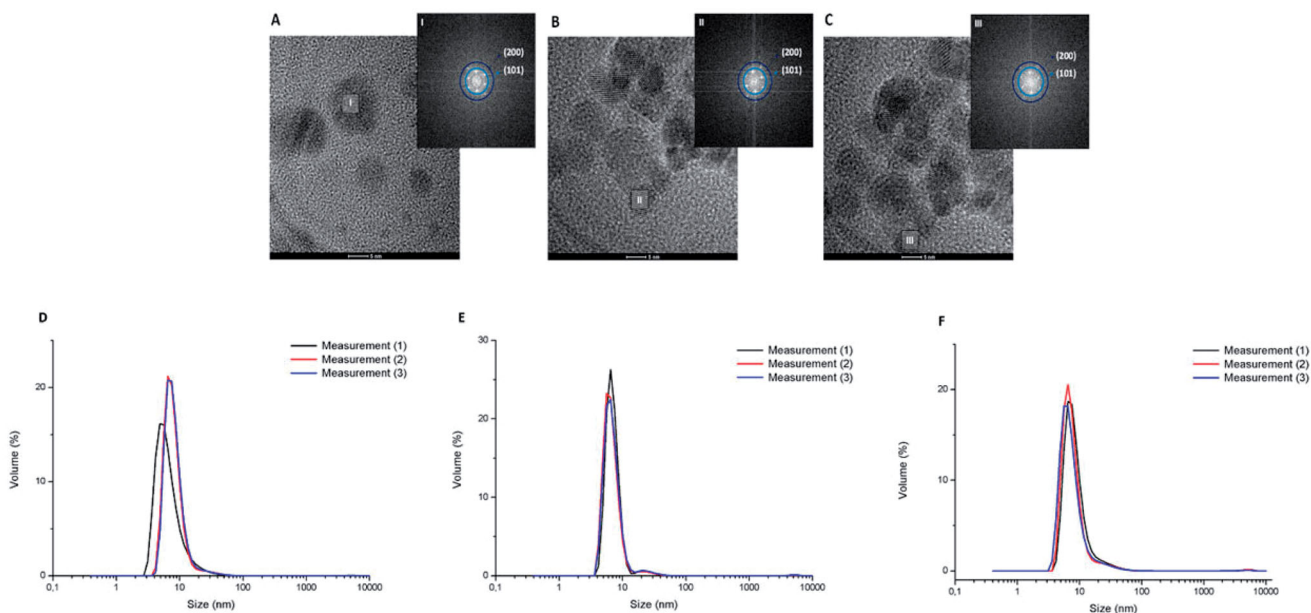 A
I
(200)
(101)
I
5 nm
B
II
(200)
(101)
II
5 nm
C
III
(200)
(101)
III
5 nm
D
Measurement (1)
Measurement (2)
Measurement (3)
20
10
0
Volume (%)
0,1
1
10
100
1000
10000
Size (nm)
E
Measurement (1)
Measurement (2)
Measurement (3)
30
20
10
0
Volume (%)
0,1
1
10
100
1000
10000
Size (nm)
F
Measurement (1)
Measurement (2)
Measurement (3)
20
10
0
Volume (%)
0,1
1
10
100
1000
10000
Size (nm)